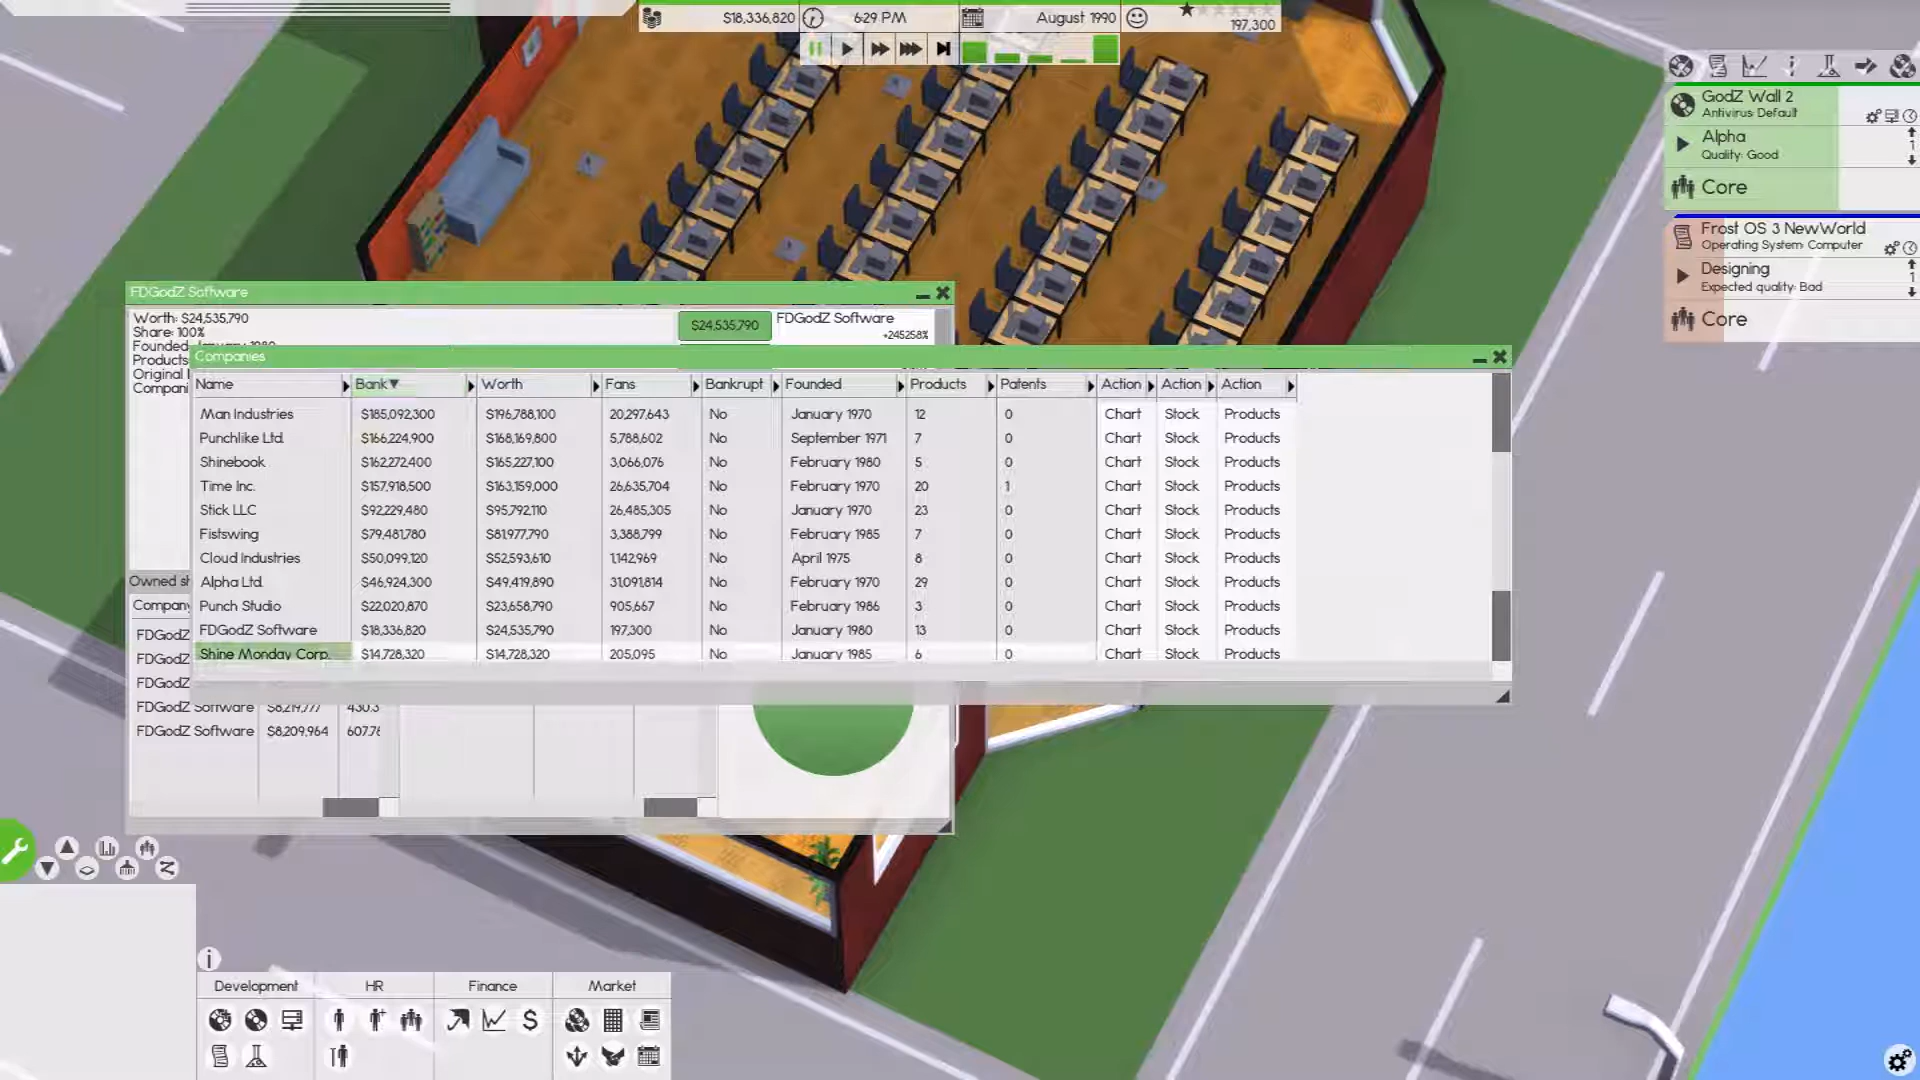 $18,336,820
6:29 PM
August 1990
197,300
GodZ Wall 2
Antivirus: Default
Alpha
Quality: Good
1
Core
Frost OS 3 NewWorld
Operating System: Computer
Designing
Expected quality: Bad
1
Core
FDGodZ Software
Worth: $24,535,790
Share: 100%
Founded
Products
Original
Compani
$24,535,790
FDGodZ Software
+245258%
Companies
Name Bank▼ Worth Fans Bankrupt Founded Products Patents Action Action Action
Man Industries $185,092,300 $196,788,100 20,297,643 No January 1970 12 0 Chart Stock Products
Punchlike Ltd. $166,224,900 $168,169,800 5,788,602 No September 1971 7 0 Chart Stock Products
Shinebook $162,272,400 $165,227,100 3,066,076 No February 1980 5 0 Chart Stock Products
Time Inc. $157,918,500 $163,159,000 26,635,704 No February 1970 20 1 Chart Stock Products
Stick LLC $92,229,480 $95,792,110 26,485,305 No January 1970 23 0 Chart Stock Products
Fistswing $79,481,780 $81,977,790 3,388,799 No February 1985 7 0 Chart Stock Products
Cloud Industries $50,099,120 $52,593,610 1,142,969 No April 1975 8 0 Chart Stock Products
Alpha Ltd. $46,924,300 $49,419,890 31,091,814 No February 1970 29 0 Chart Stock Products
Punch Studio $22,020,870 $23,658,790 905,667 No February 1986 3 0 Chart Stock Products
FDGodZ Software $18,336,820 $24,535,790 197,300 No January 1980 13 0 Chart Stock Products
Shine Monday Corp. $14,728,320 $14,728,320 205,095 No January 1985 6 0 Chart Stock Products
Owned sh
Company
FDGodZ
FDGodZ
FDGodZ
FDGodZ Software $8,219,777 430.3
FDGodZ Software $8,209,964 607.78
Development HR Finance Market